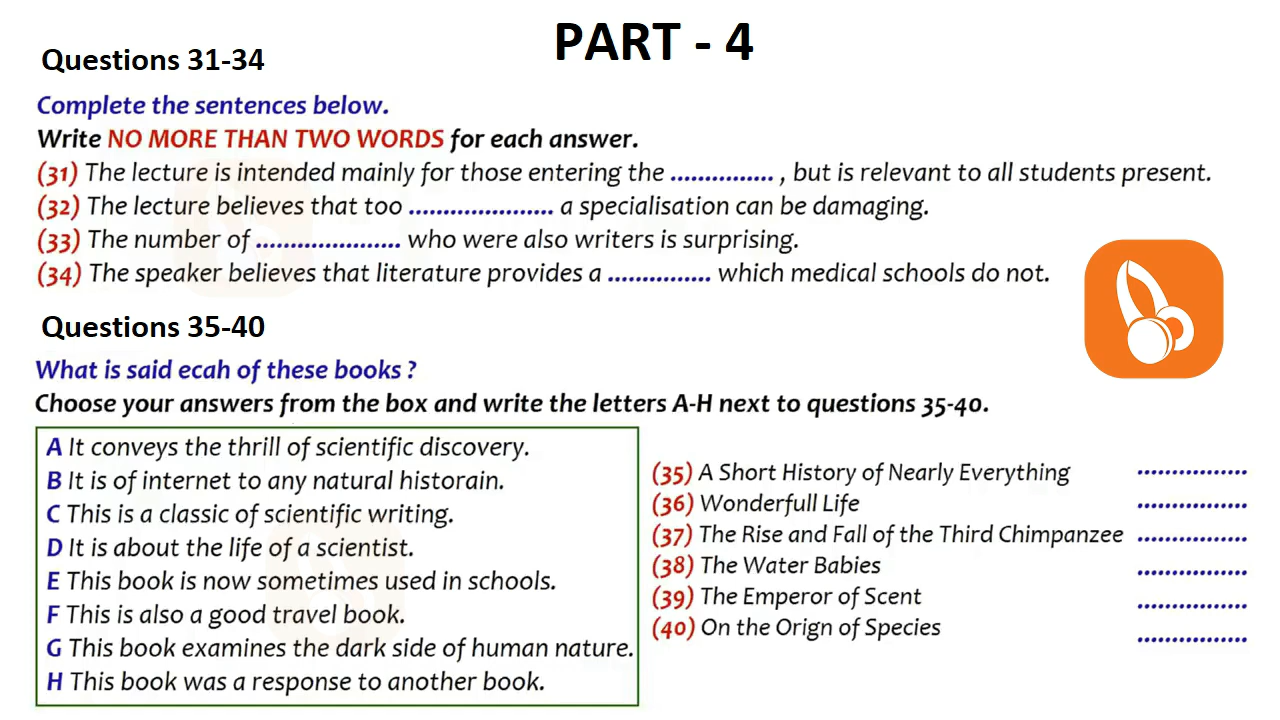 PART - 4
Questions 31-34
Complete the sentences below.
Write NO MORE THAN TWO WORDS for each answer.
(31) The lecture is intended mainly for those entering the ............... , but is relevant to all students present.
(32) The lecture believes that too ..................... a specialisation can be damaging.
(33) The number of ..................... who were also writers is surprising.
(34) The speaker believes that literature provides a ............... which medical schools do not.
Questions 35-40
What is said ecah of these books ?
Choose your answers from the box and write the letters A-H next to questions 35-40.
A It conveys the thrill of scientific discovery.
B It is of internet to any natural historain.
C This is a classic of scientific writing.
D It is about the life of a scientist.
E This book is now sometimes used in schools.
F This is also a good travel book.
G This book examines the dark side of human nature.
H This book was a response to another book.
(35) A Short History of Nearly Everything ................
(36) Wonderfull Life ................
(37) The Rise and Fall of the Third Chimpanzee ................
(38) The Water Babies ................
(39) The Emperor of Scent ................
(40) On the Orign of Species ................